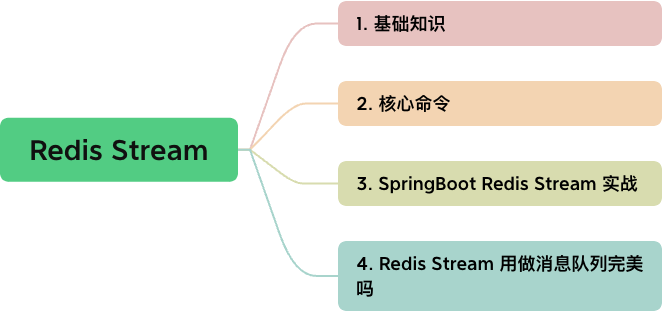 Redis Stream
1. 基础知识
2. 核心命令
3. SpringBoot Redis Stream 实战
4. Redis Stream 用做消息队列完美
吗